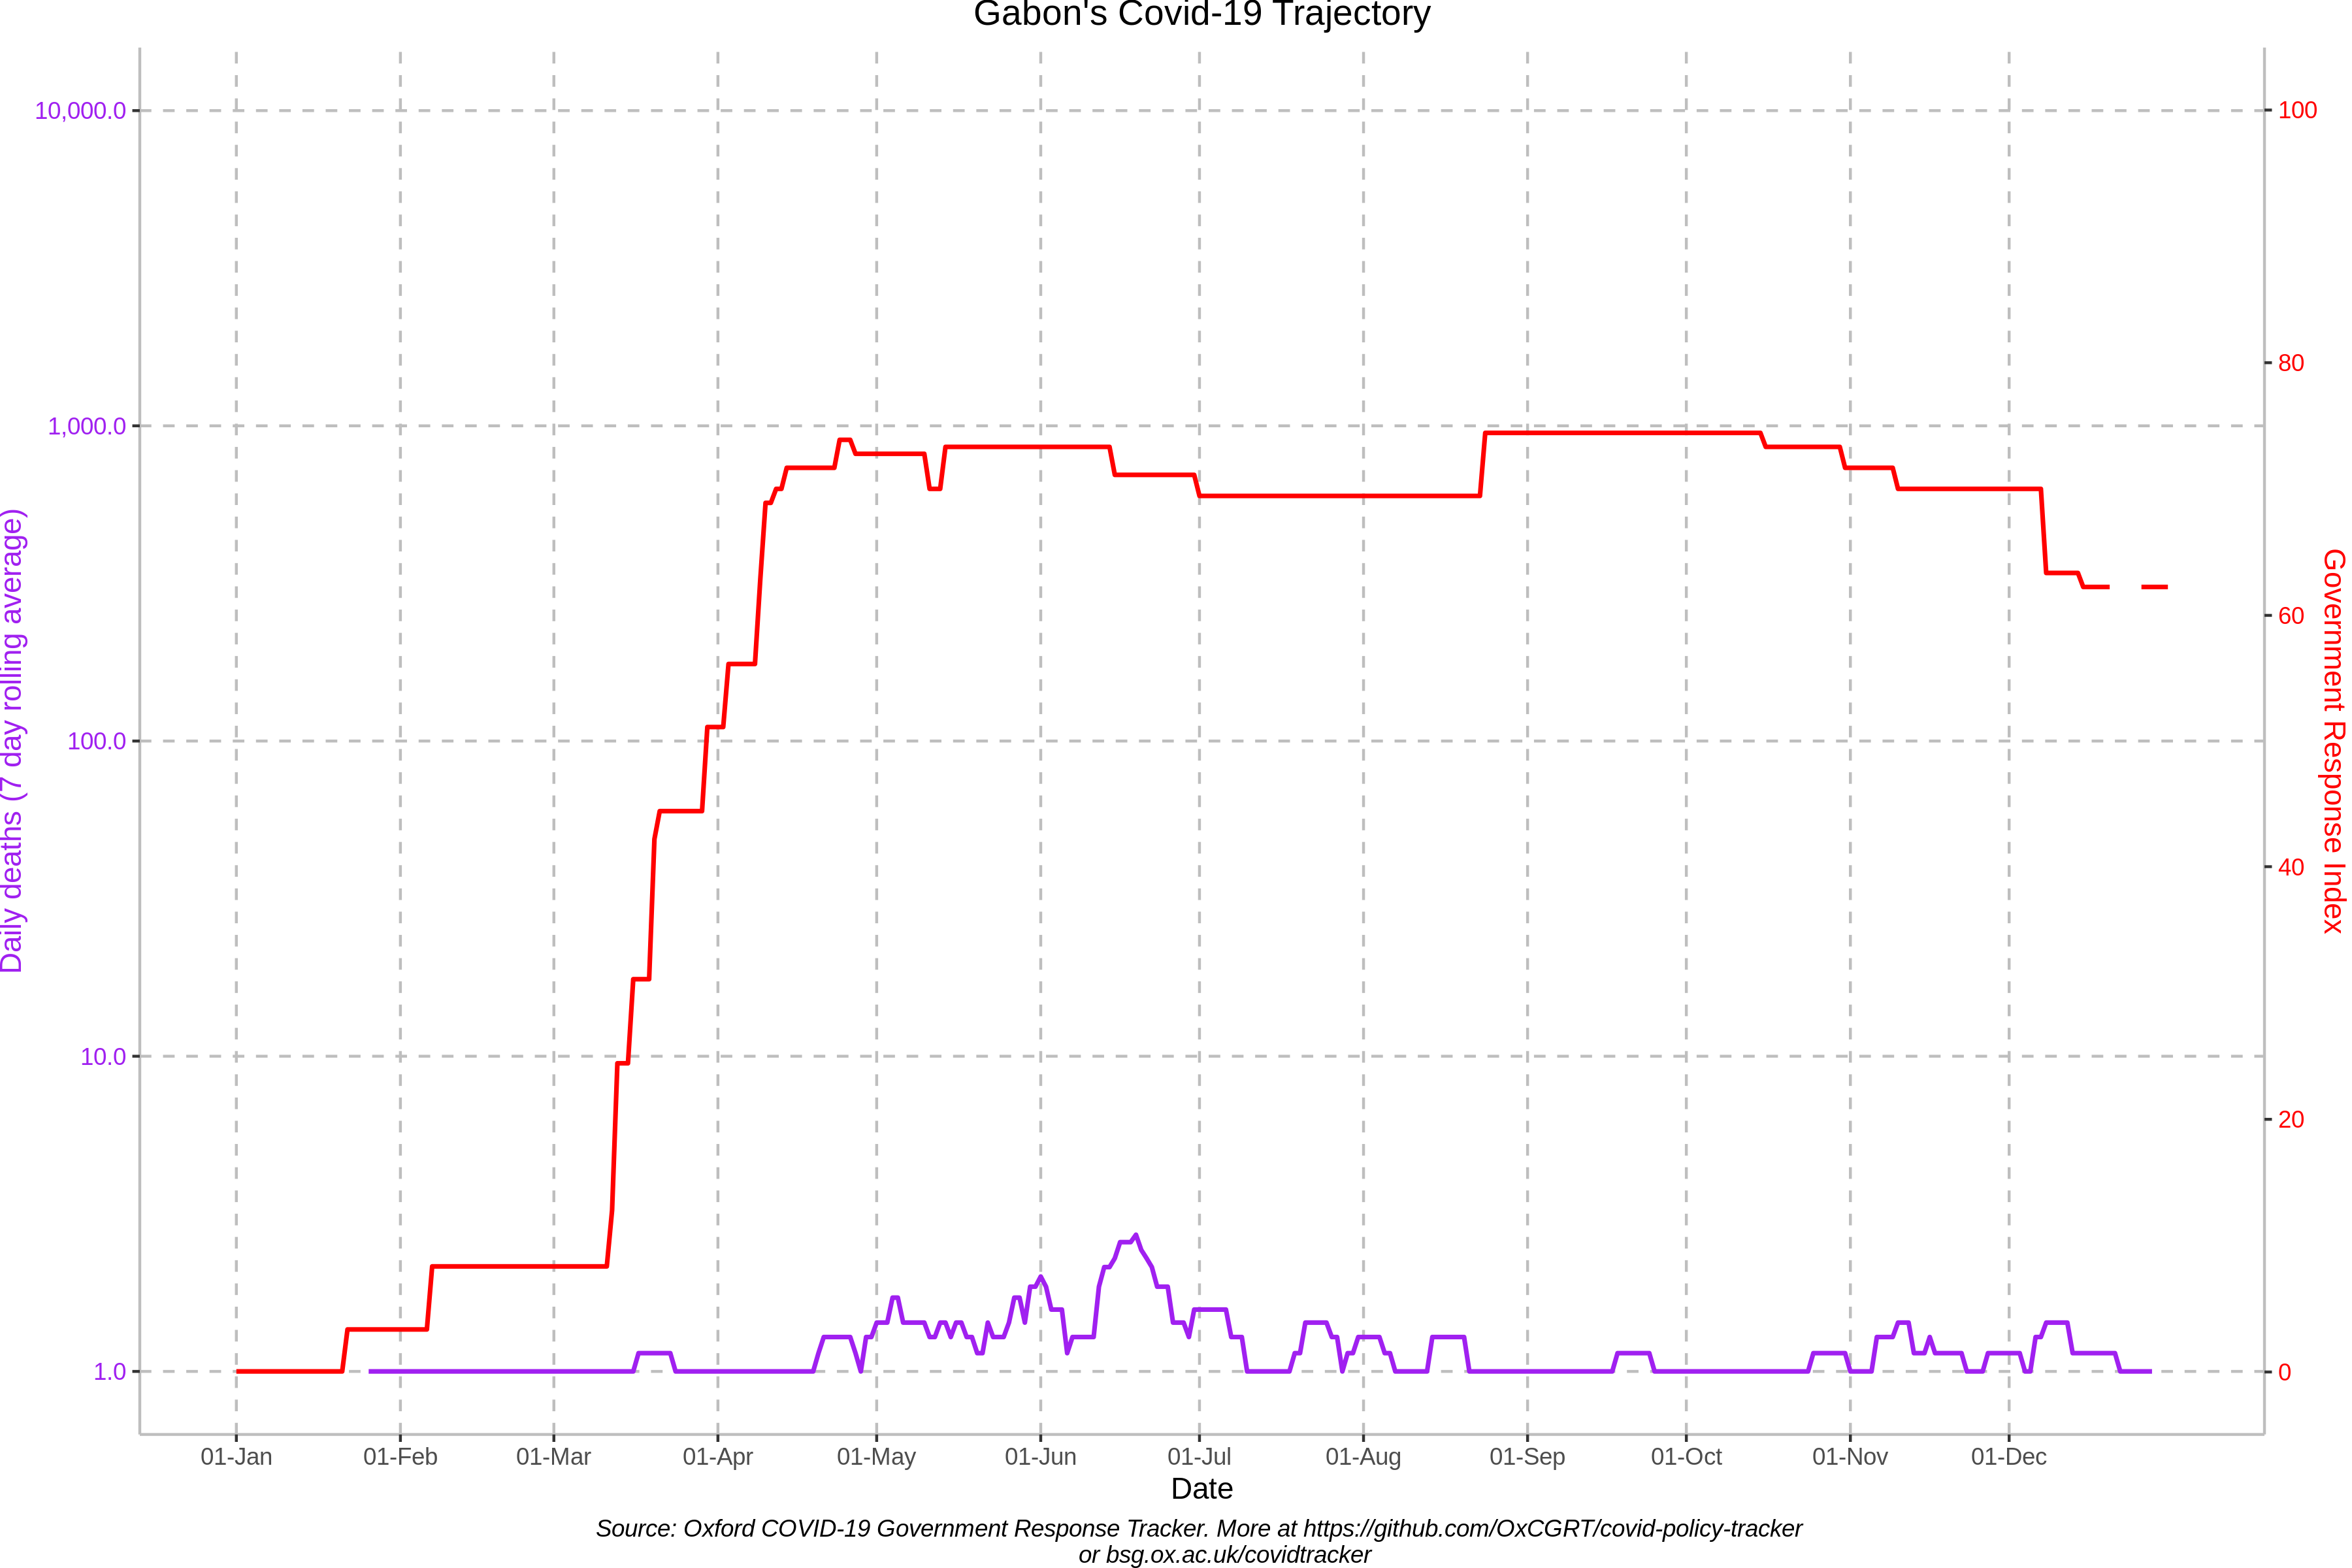 Gabon's Covid-19 Trajectory
10,000.0
1,000.0
100.0
10.0
1.0
Daily deaths (7 day rolling average)
100
80
60
40
20
0
Government Response Index
01-Jan
01-Feb
01-Mar
01-Apr
01-May
01-Jun
01-Jul
01-Aug
01-Sep
01-Oct
01-Nov
01-Dec
Date
Source: Oxford COVID-19 Government Response Tracker. More at https://github.com/OxCGRT/covid-policy-tracker
or bsg.ox.ac.uk/covidtracker